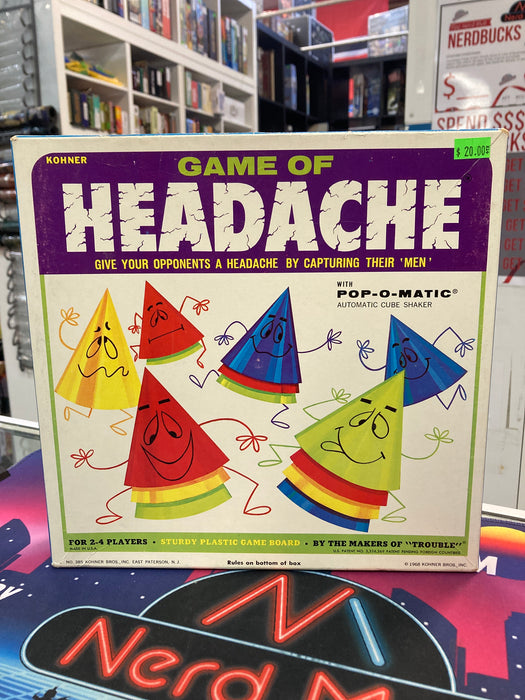 NERDBUCKS
$
SPEND $$$
KOHNER
$ 20.00
GAME OF
HEADACHE®
GIVE YOUR OPPONENTS A HEADACHE BY CAPTURING THEIR 'MEN'
WITH
POP-O-MATIC®
AUTOMATIC CUBE SHAKER
FOR 2-4 PLAYERS • STURDY PLASTIC GAME BOARD • BY THE MAKERS OF "TROUBLE"
MADE IN U.S.A.
NO. 385 KOHNER BROS., INC. EAST PATERSON, N. J.
Rules on bottom of box
© 1968 KOHNER BROS., INC.
Nerd